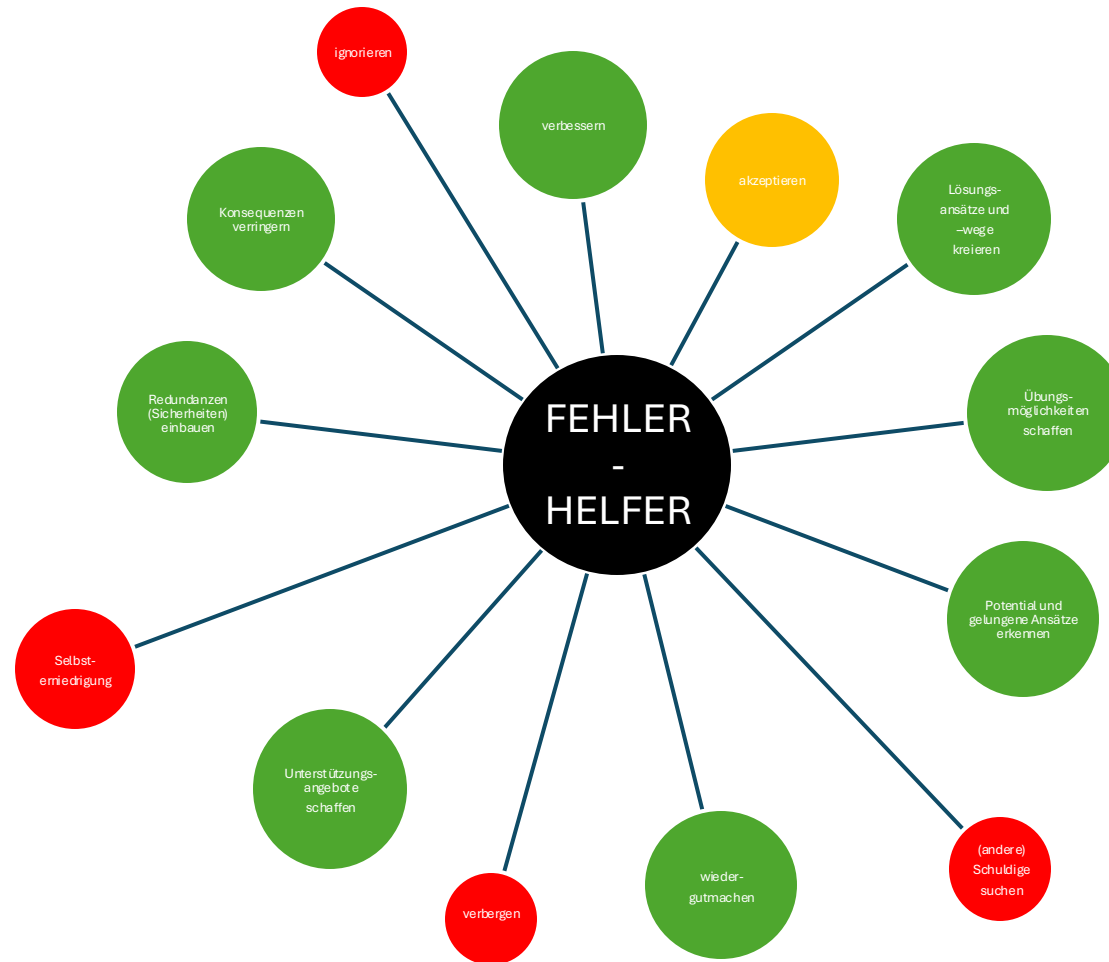 ignorieren
verbessern
akzeptieren
Lösungs-
ansätze und
–wege
kreieren
Konsequenzen
verringern
Übungs-
möglichkeiten
schaffen
Redundanzen
(Sicherheiten)
einbauen
FEHLER
-
HELFER
Potential und
gelungene Ansätze
erkennen
Selbst-
erniedrigung
Unterstützungs-
angebote
schaffen
(andere)
Schuldige
suchen
wieder-
gutmachen
verbergen